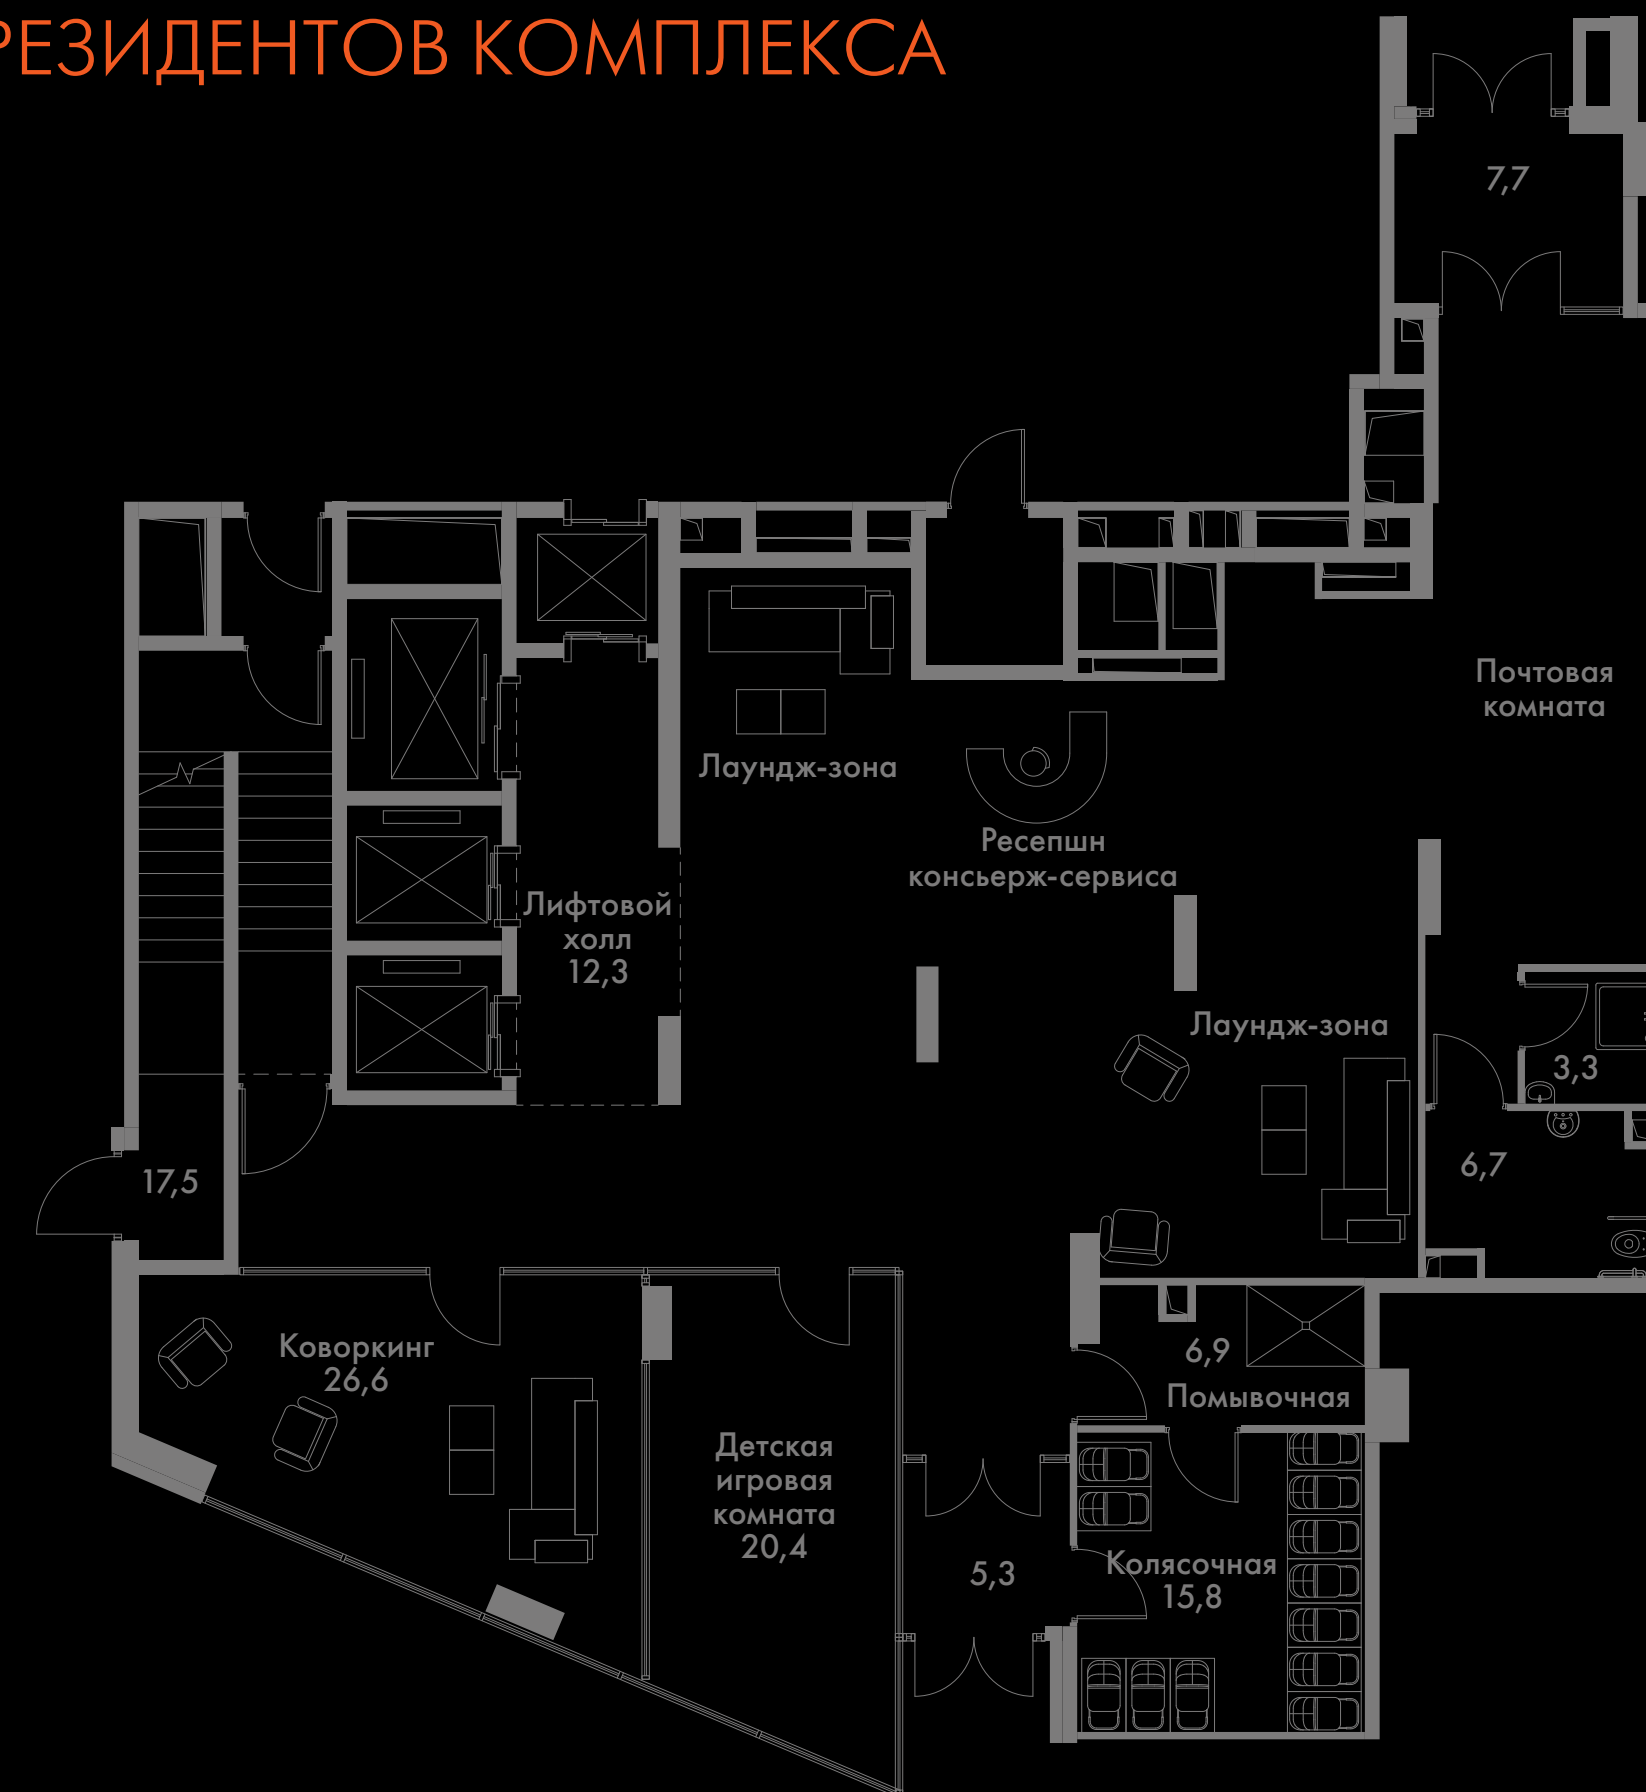 РЕЗИДЕНТОВ КОМПЛЕКСА
7,7
Почтовая
комната
Лаундж-зона
Ресепшн
консьерж-сервиса
Лифтовой
холл
12,3
Лаундж-зона
3,3
6,7
17,5
Коворкинг
26,6
6,9
Помывочная
Детская
игровая
комната
20,4
5,3
Колясочная
15,8